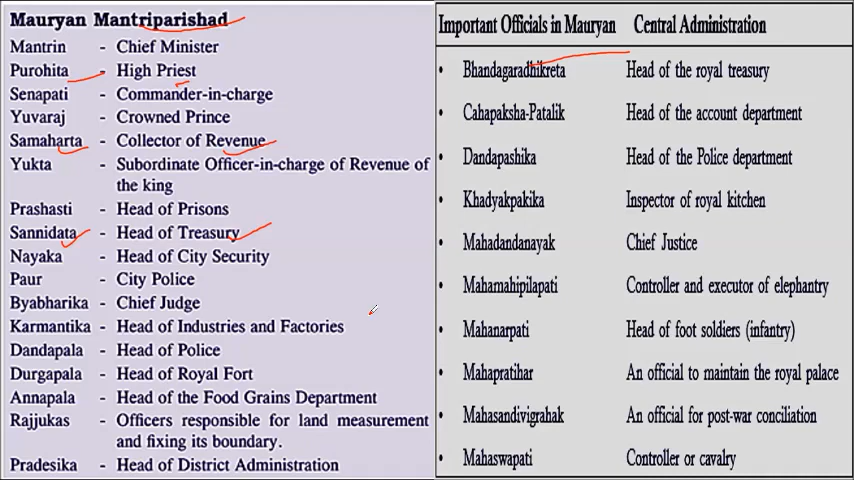 Mauryan Mantriparishad
Mantrin - Chief Minister
Purohita - High Priest
Senapati - Commander-in-charge
Yuvaraj - Crowned Prince
Samaharta - Collector of Revenue
Yukta - Subordinate Officer-in-charge of Revenue of
the king
Prashasti - Head of Prisons
Sannidata - Head of Treasury
Nayaka - Head of City Security
Paur - City Police
Byabharika - Chief Judge
Karmantika - Head of Industries and Factories
Dandapala - Head of Police
Durgapala - Head of Royal Fort
Annapala - Head of the Food Grains Department
Rajjukas - Officers responsible for land measurement
and fixing its boundary.
Pradesika - Head of District Administration
Important Officials in Mauryan Central Administration
• Bhandagaradhikreta Head of the royal treasury
• Cahapaksha-Patalik Head of the account department
• Dandapashika Head of the Police department
• Khadyakpakika Inspector of royal kitchen
• Mahadandanayak Chief Justice
• Mahamahipilapati Controller and executor of elephantry
• Mahanarpati Head of foot soldiers (infantry)
• Mahapratihar An official to maintain the royal palace
• Mahasandivigrahak An official for post-war conciliation
• Mahaswapati Controller or cavalry